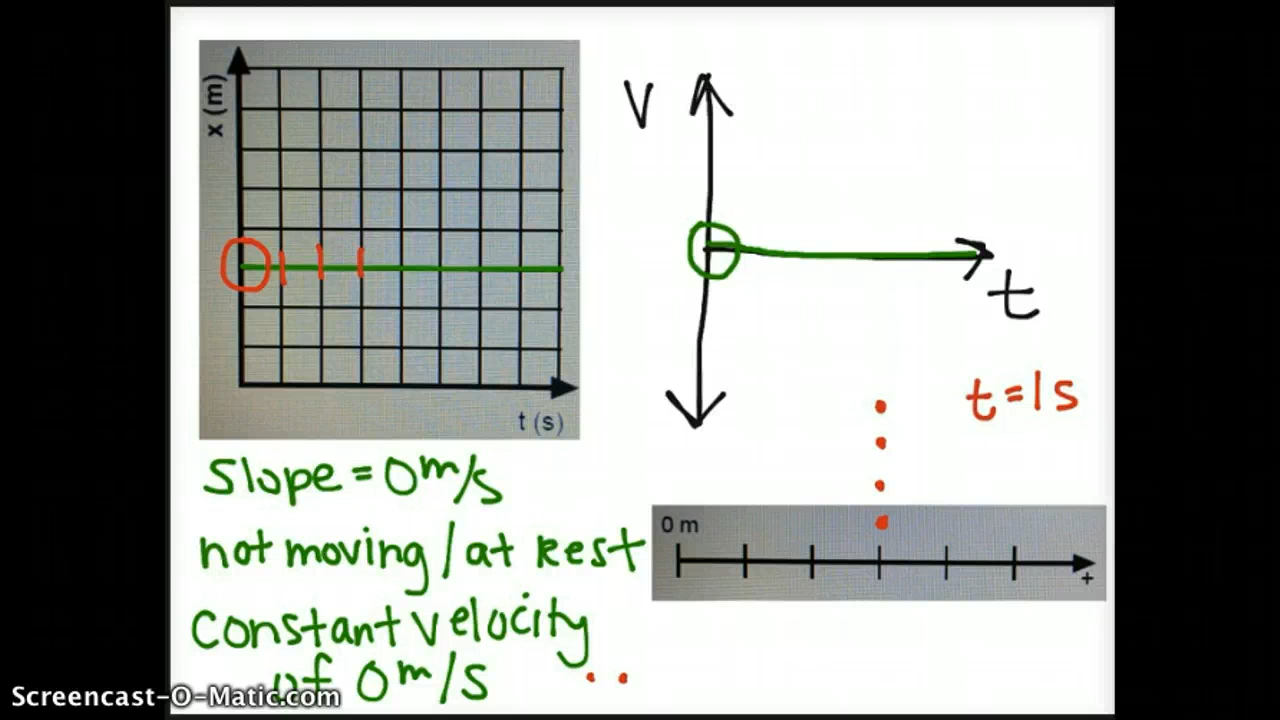 x (m)
t (s)
V
t
t = 1s
slope = 0 m/s
not moving / at rest
constant velocity
of 0 m/s
0 m
+
Screencast-O-Matic.com